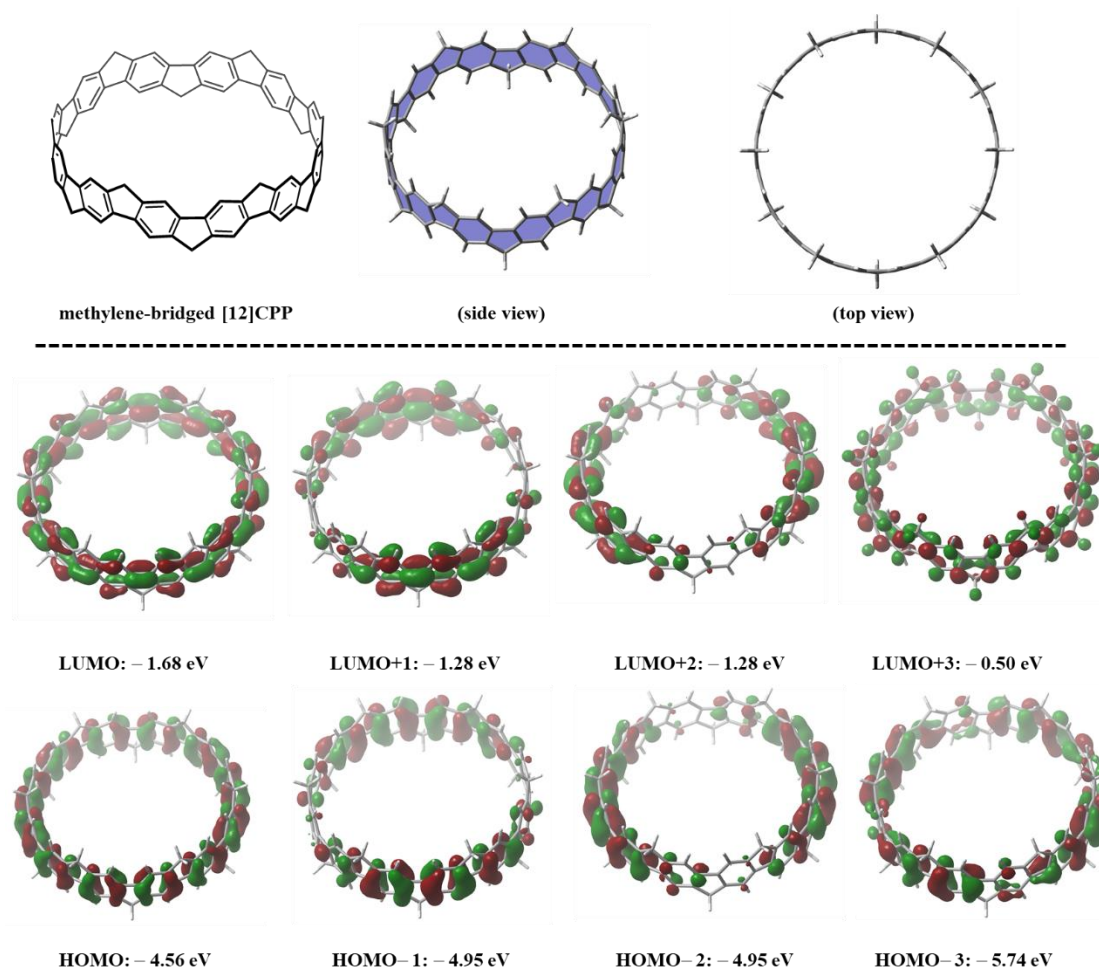 methylene-bridged [12]CPP (side view) (top view)
LUMO: – 1.68 eV LUMO+1: – 1.28 eV LUMO+2: – 1.28 eV LUMO+3: – 0.50 eV
HOMO: – 4.56 eV HOMO– 1: – 4.95 eV HOMO– 2: – 4.95 eV HOMO– 3: – 5.74 eV